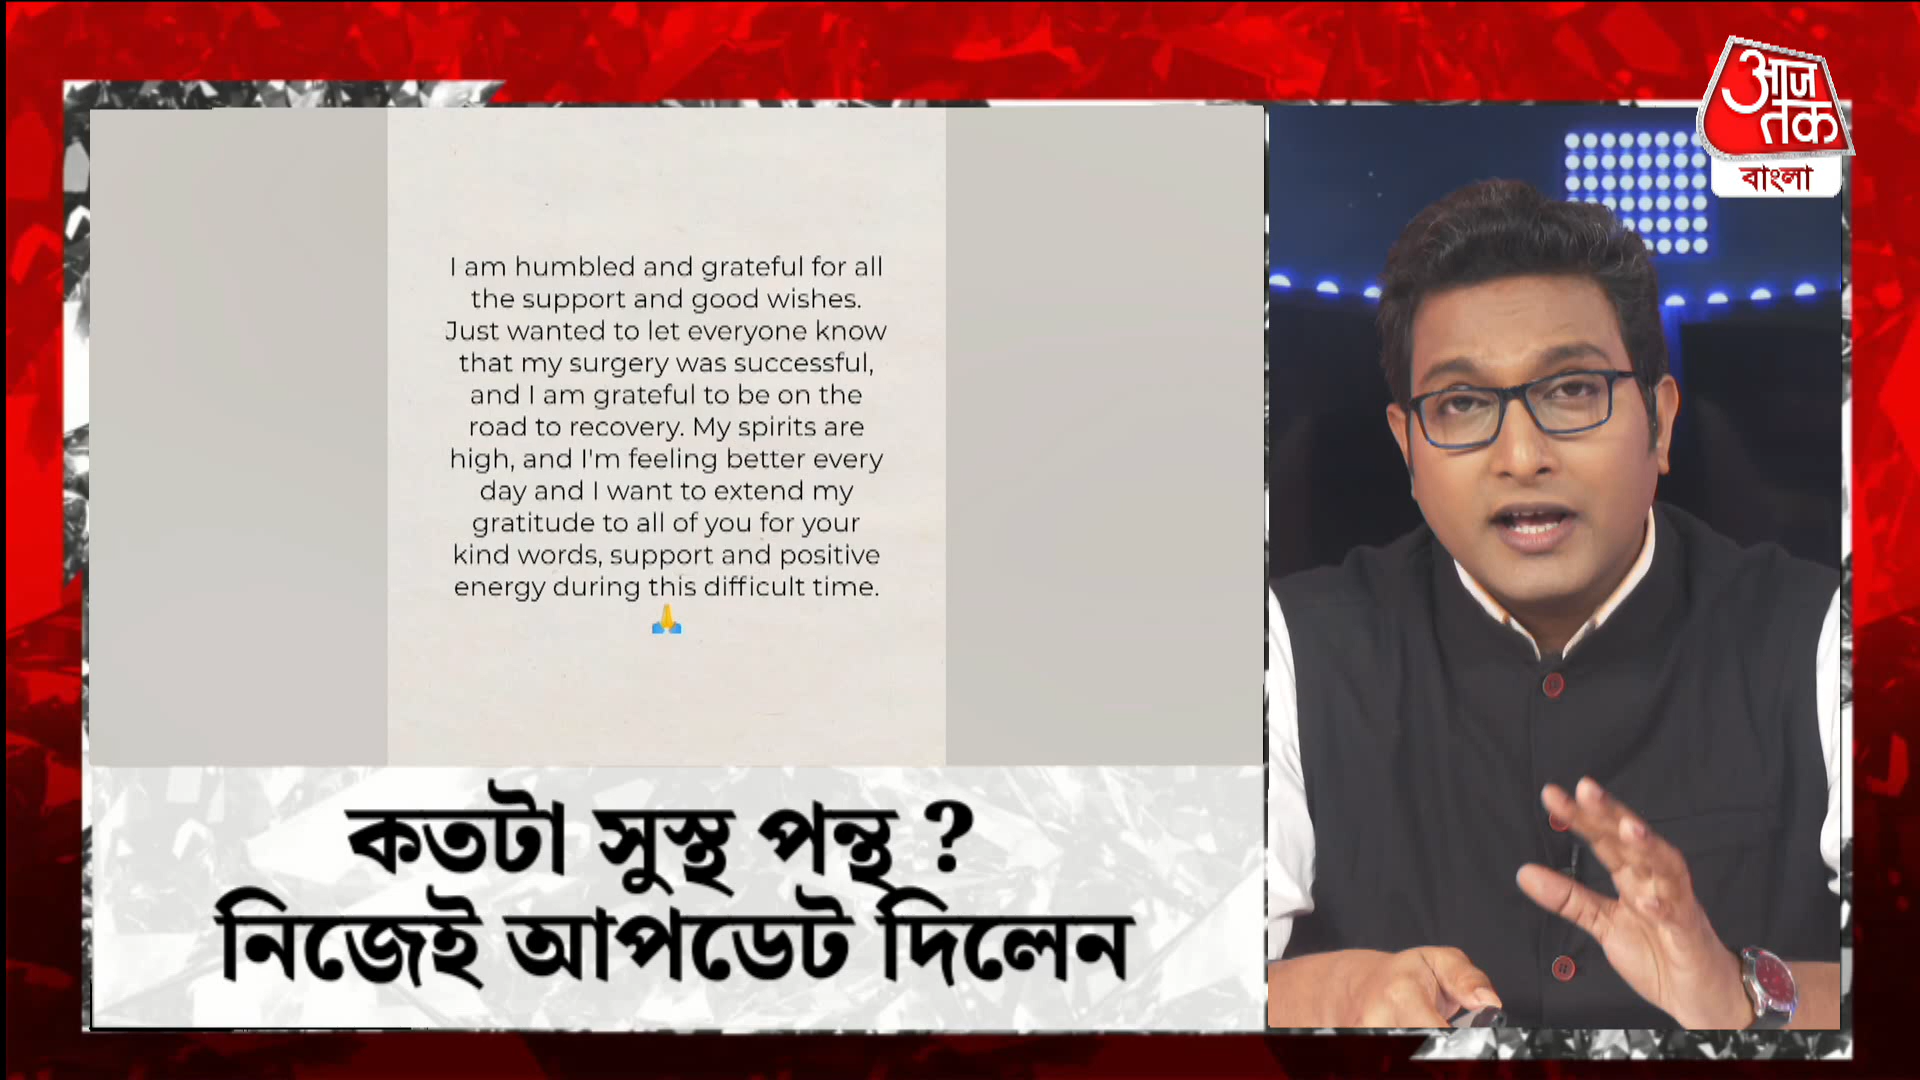 आज
तक
বাংলা
I am humbled and grateful for all
the support and good wishes.
Just wanted to let everyone know
that my surgery was successful,
and I am grateful to be on the
road to recovery. My spirits are
high, and I'm feeling better every
day and I want to extend my
gratitude to all of you for your
kind words, support and positive
energy during this difficult time.
🙏
কতটা সুস্থ পন্থ ?
নিজেই আপডেট দিলেন